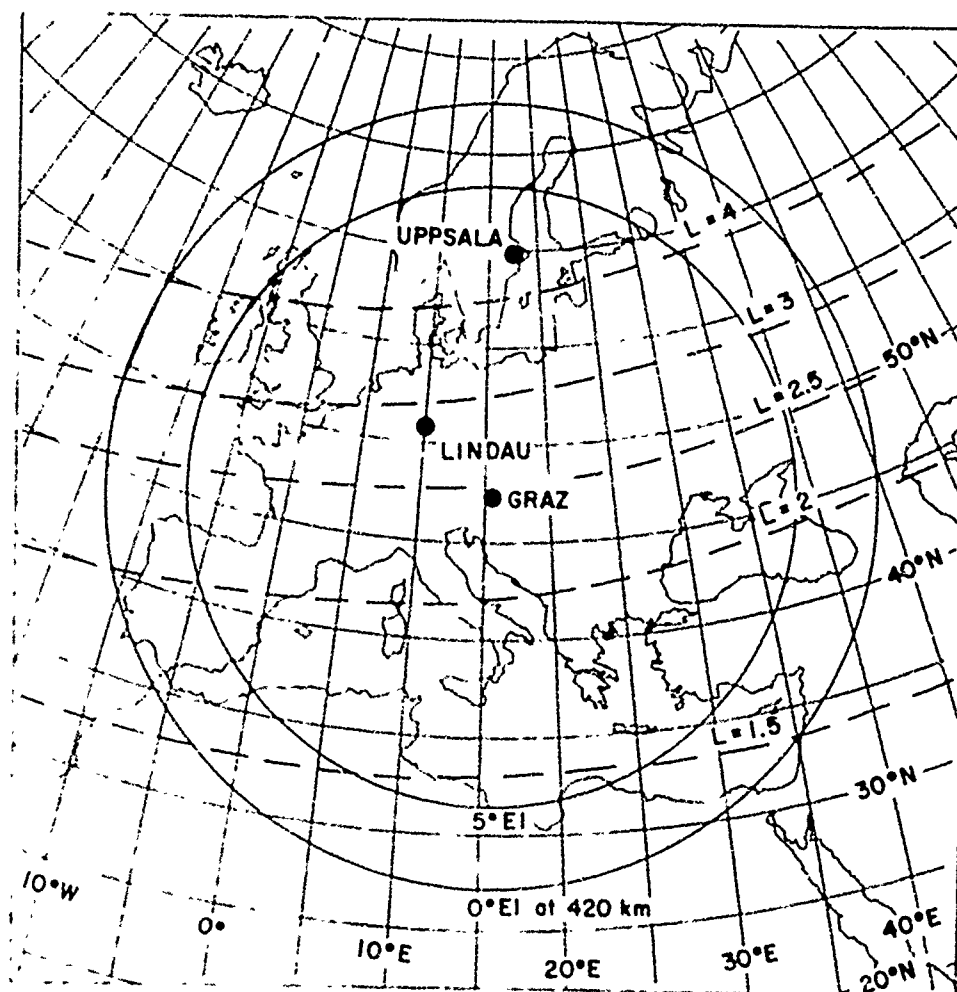 UPPSALA
L = 4
L = 3
50°N
L = 2.5
LINDAU
GRAZ
L = 2
40°N
L = 1.5
30°N
5° El
10°W
0° El at 420 km
0°
10°E
20°E
30°E
40°E
20°N